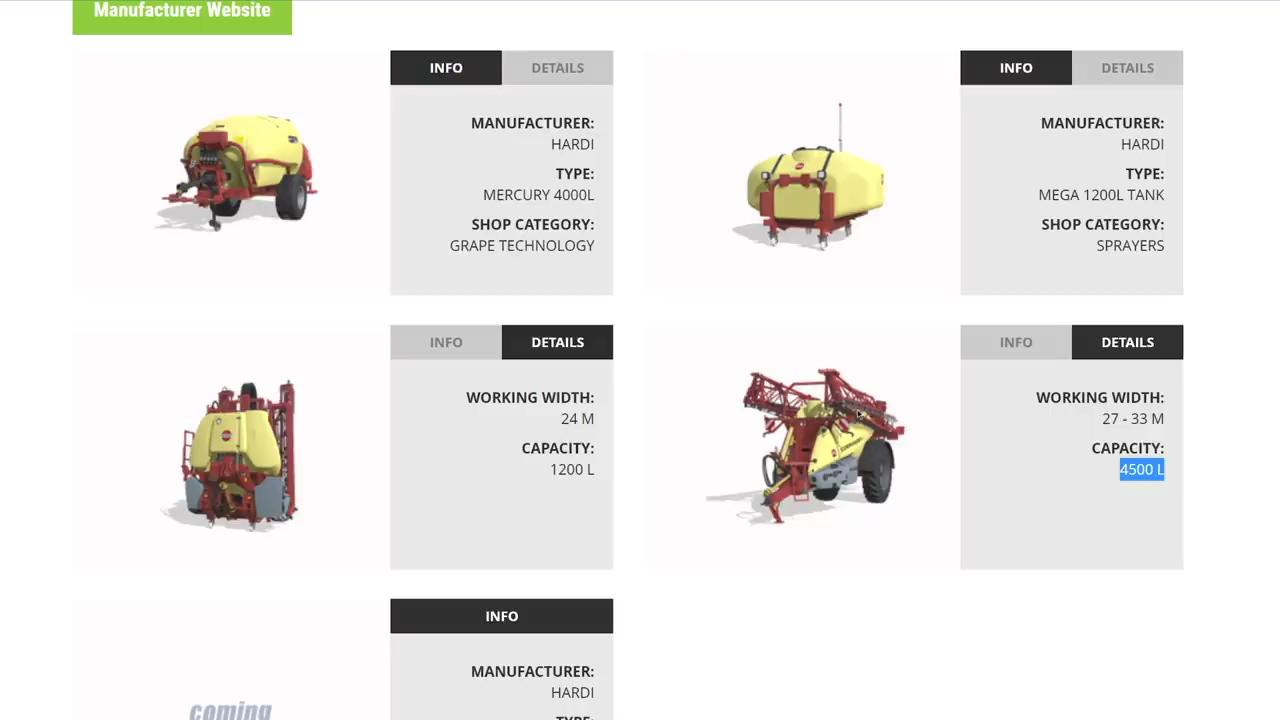 Manufacturer Website
INFO
DETAILS
MANUFACTURER:
HARDI
TYPE:
MERCURY 4000L
SHOP CATEGORY:
GRAPE TECHNOLOGY
INFO
DETAILS
MANUFACTURER:
HARDI
TYPE:
MEGA 1200L TANK
SHOP CATEGORY:
SPRAYERS
INFO
DETAILS
WORKING WIDTH:
24 M
CAPACITY:
1200 L
INFO
DETAILS
WORKING WIDTH:
27 - 33 M
CAPACITY:
4500 L
INFO
MANUFACTURER:
HARDI
TYPE:
coming